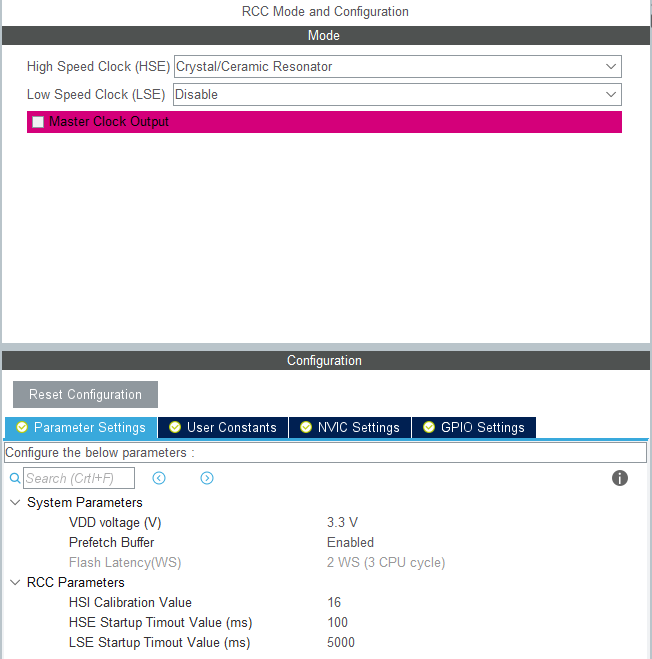 RCC Mode and Configuration
Mode
High Speed Clock (HSE) Crystal/Ceramic Resonator
Low Speed Clock (LSE) Disable
Master Clock Output
Configuration
Reset Configuration
Parameter Settings User Constants NVIC Settings GPIO Settings
Configure the below parameters :
Search (Crtl+F)
System Parameters
VDD voltage (V) 3.3 V
Prefetch Buffer Enabled
Flash Latency(WS) 2 WS (3 CPU cycle)
RCC Parameters
HSI Calibration Value 16
HSE Startup Timout Value (ms) 100
LSE Startup Timout Value (ms) 5000